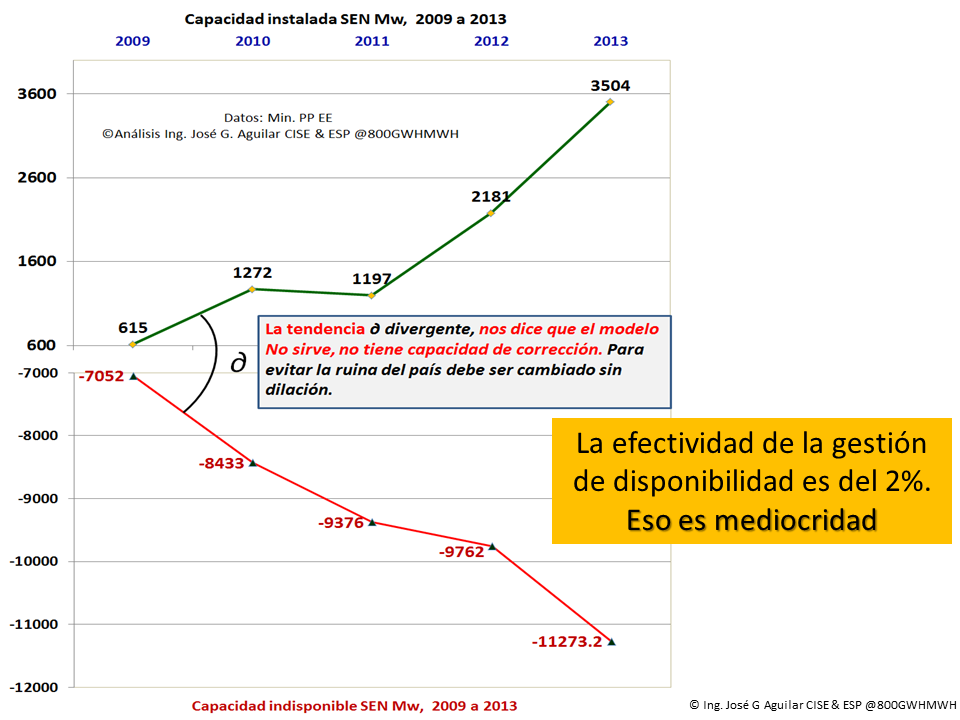 Capacidad instalada SEN Mw,  2009 a 2013
2009 2010 2011 2012 2013
3600
3504
Datos: Min. PP EE
©Análisis Ing. José G. Aguilar CISE & ESP @800GWHMWH
2600
2181
1600
1272
1197
615
600
La tendencia ∂ divergente, nos dice que el modelo
No sirve, no tiene capacidad de corrección. Para
evitar la ruina del país debe ser cambiado sin
dilación.
∂
-7000
-7052
-8000
-8433
La efectividad de la gestión
de disponibilidad es del 2%.
Eso es mediocridad
-9000
-9376
-9762
-10000
-11000
-11273.2
-12000
Capacidad indisponible SEN Mw,  2009 a 2013
© Ing. José G Aguilar CISE & ESP @800GWHMWH